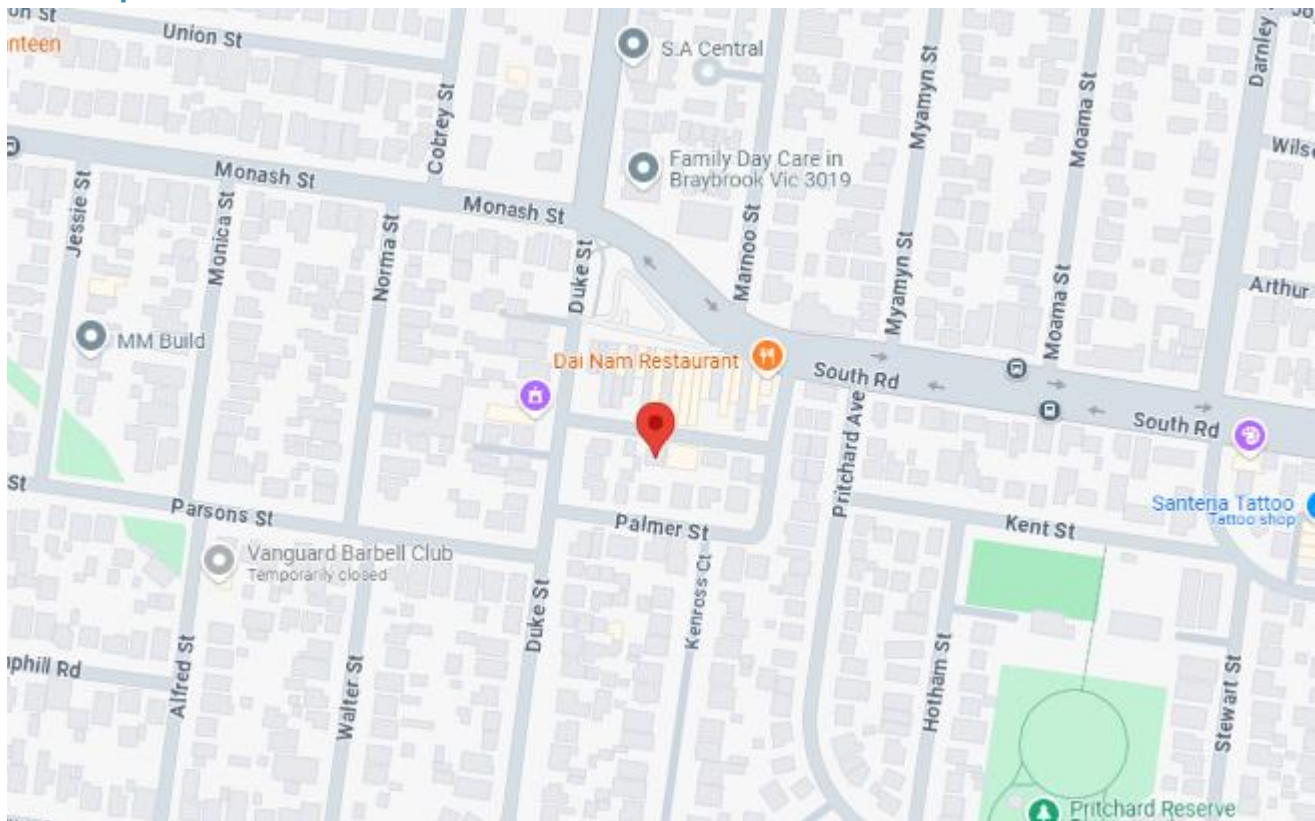 Union St
nteen
Cobrey St
S.A Central
Myamyn St
Moama St
Darnley
Wils
Family Day Care in
Braybrook Vic 3019
Monash St
Monash St
Jessie St
Monica St
Norma St
Duke St
Marnoo St
Myamyn St
Moama St
Arthur
MM Build
Dai Nam Restaurant
South Rd
South Rd
Pritchard Ave
St
Parsons St
Palmer St
Kent St
Santeria Tattoo
Tattoo shop
Vanguard Barbell Club
Temporarily closed
Duke St
Kenross Ct
Hotham St
Stewart St
uphill Rd
Alfred St
Walter St
Pritchard Reserve